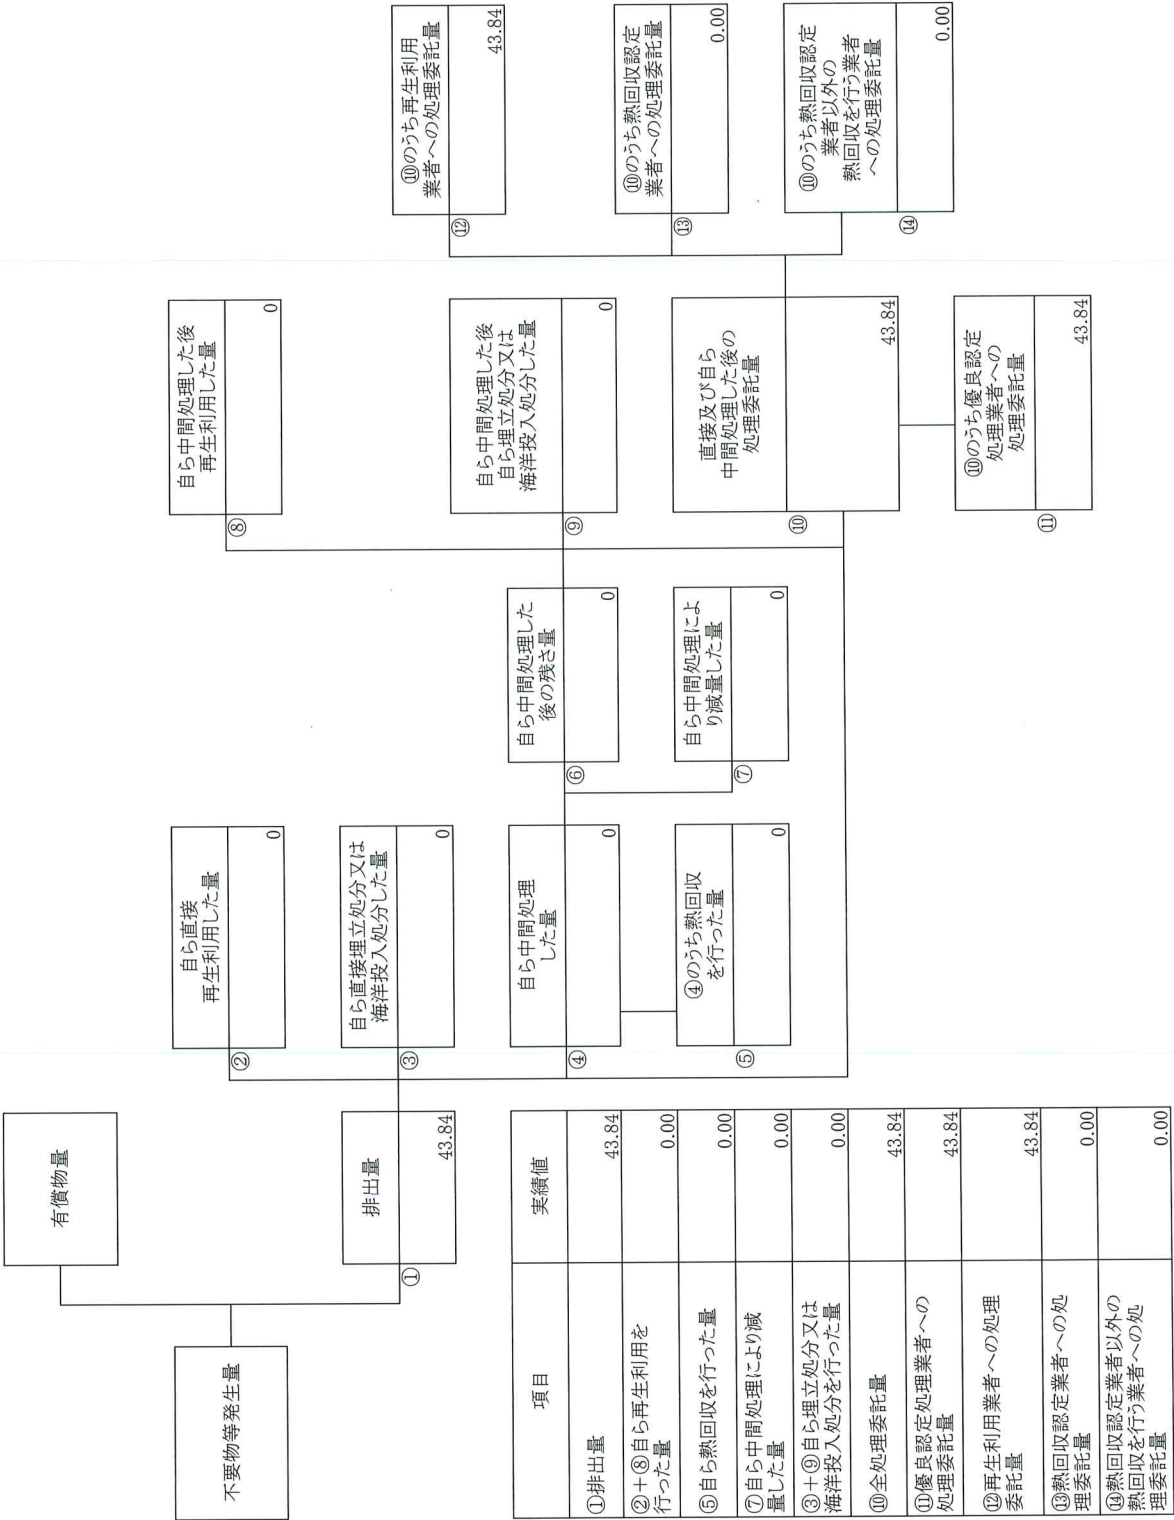 不要物等発生量
有償物量
排出量
①
43.84
自ら直接
再生利用した量
②
0
自ら直接埋立処分又は
海洋投入処分した量
③
0
自ら中間処理
した量
④
0
④のうち熱回収
を行った量
⑤
0
自ら中間処理した
後の残さ量
⑥
0
自ら中間処理によ
り減量した量
⑦
0
自ら中間処理した後
再生利用した量
⑧
0
自ら中間処理した後
自ら埋立処分又は
海洋投入処分した量
⑨
0
直接及び自ら
中間処理した後の
処理委託量
⑩
43.84
⑩のうち優良認定
処理業者への
処理委託量
⑪
43.84
⑩のうち再生利用
業者への処理委託量
⑫
43.84
⑩のうち熱回収認定
業者への処理委託量
⑬
0.00
⑩のうち熱回収認定
業者以外の
熱回収を行う業者
への処理委託量
⑭
0.00
項目 実績値
①排出量 43.84
②+⑧自ら再生利用を
行った量 0.00
⑤自ら熱回収を行った量 0.00
⑦自ら中間処理により減
量した量 0.00
③+⑨自ら埋立処分又は
海洋投入処分を行った量 0.00
⑩全処理委託量 43.84
⑪優良認定処理業者への
処理委託量 43.84
⑫再生利用業者への処理
委託量 43.84
⑬熱回収認定業者への処
理委託量 0.00
⑭熱回収認定業者以外の
熱回収を行う業者への処
理委託量 0.00